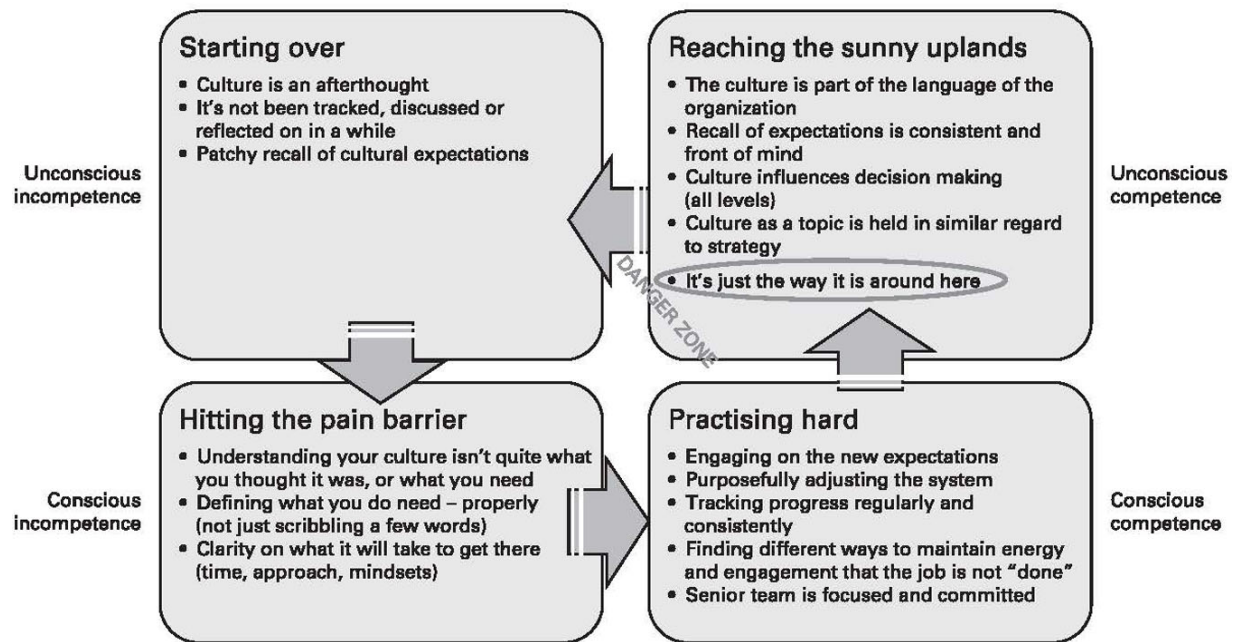 Starting over
• Culture is an afterthought
• It's not been tracked, discussed or
reflected on in a while
• Patchy recall of cultural expectations
Unconscious
incompetence
Reaching the sunny uplands
• The culture is part of the language of the
organization
• Recall of expectations is consistent and
front of mind
• Culture influences decision making
(all levels)
• Culture as a topic is held in similar regard
to strategy
• It's just the way it is around here
Unconscious
competence
DANGER ZONE
Hitting the pain barrier
• Understanding your culture isn't quite what
you thought it was, or what you need
• Defining what you do need – properly
(not just scribbling a few words)
• Clarity on what it will take to get there
(time, approach, mindsets)
Conscious
incompetence
Practising hard
• Engaging on the new expectations
• Purposefully adjusting the system
• Tracking progress regularly and
consistently
• Finding different ways to maintain energy
and engagement that the job is not “done”
• Senior team is focused and committed
Conscious
competence